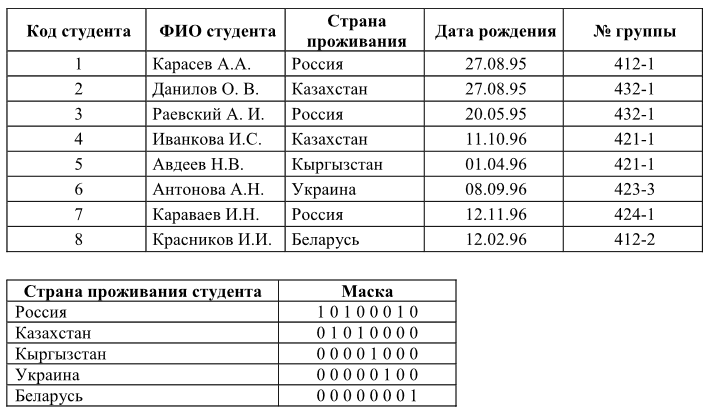 Код студента ФИО студента Страна проживания Дата рождения № группы
1 Карасев А.А. Россия 27.08.95 412-1
2 Данилов О. В. Казахстан 27.08.95 432-1
3 Раевский А. И. Россия 20.05.95 432-1
4 Иванкова И.С. Казахстан 11.10.96 421-1
5 Авдеев Н.В. Кыргызстан 01.04.96 421-1
6 Антонова А.Н. Украина 08.09.96 423-3
7 Караваев И.Н. Россия 12.11.96 424-1
8 Красников И.И. Беларусь 12.02.96 412-2
Страна проживания студента Маска
Россия 1 0 1 0 0 0 1 0
Казахстан 0 1 0 1 0 0 0 0
Кыргызстан 0 0 0 0 1 0 0 0
Украина 0 0 0 0 0 1 0 0
Беларусь 0 0 0 0 0 0 0 1